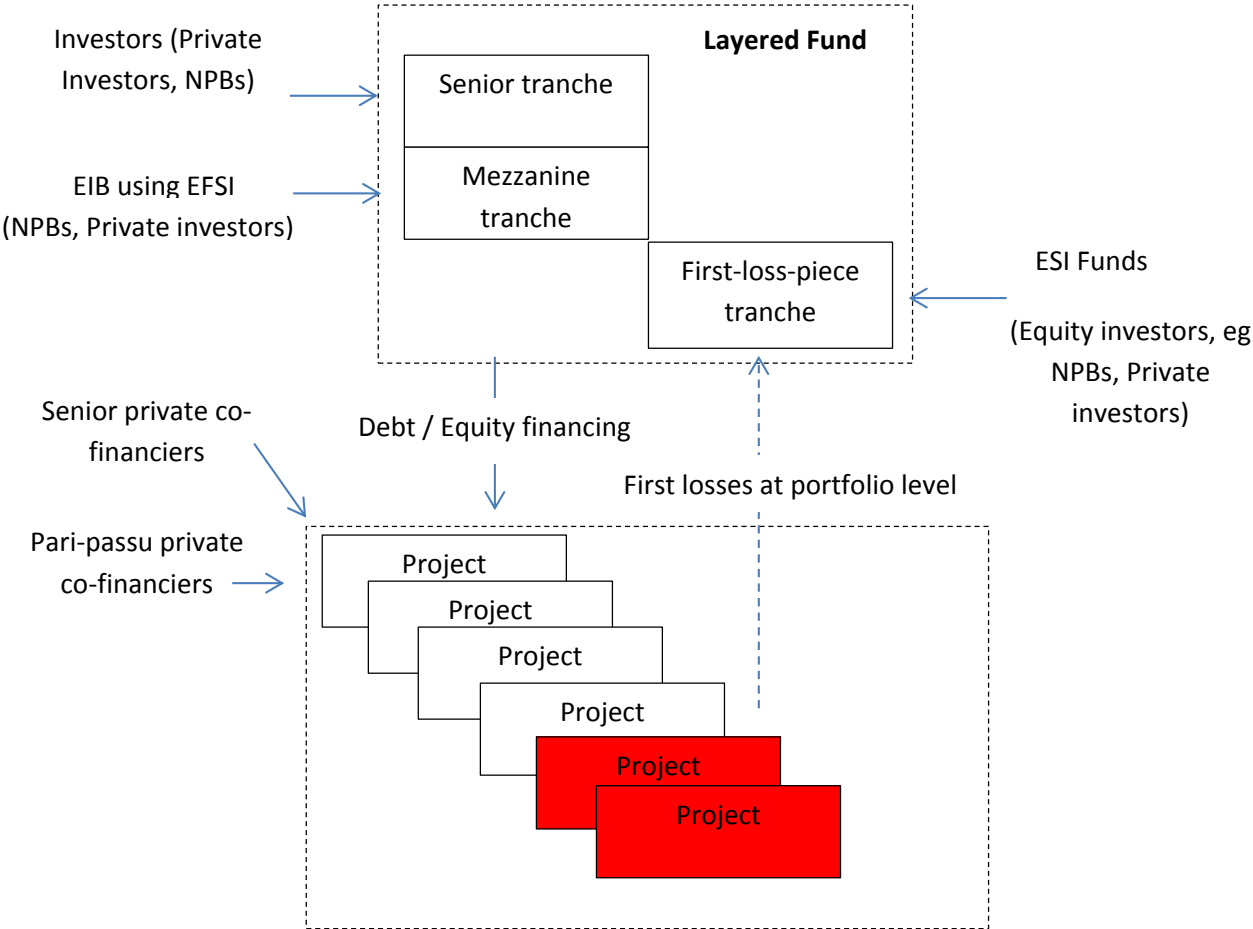 Layered Fund
Investors (Private
Investors, NPBs)
Senior tranche
EIB using EFSI
(NPBs, Private investors)
Mezzanine
tranche
First-loss-piece
tranche
ESI Funds
(Equity investors, eg
NPBs, Private
investors)
Senior private co-
financiers
Debt / Equity financing
First losses at portfolio level
Pari-passu private
co-financiers
Project
Project
Project
Project
Project
Project